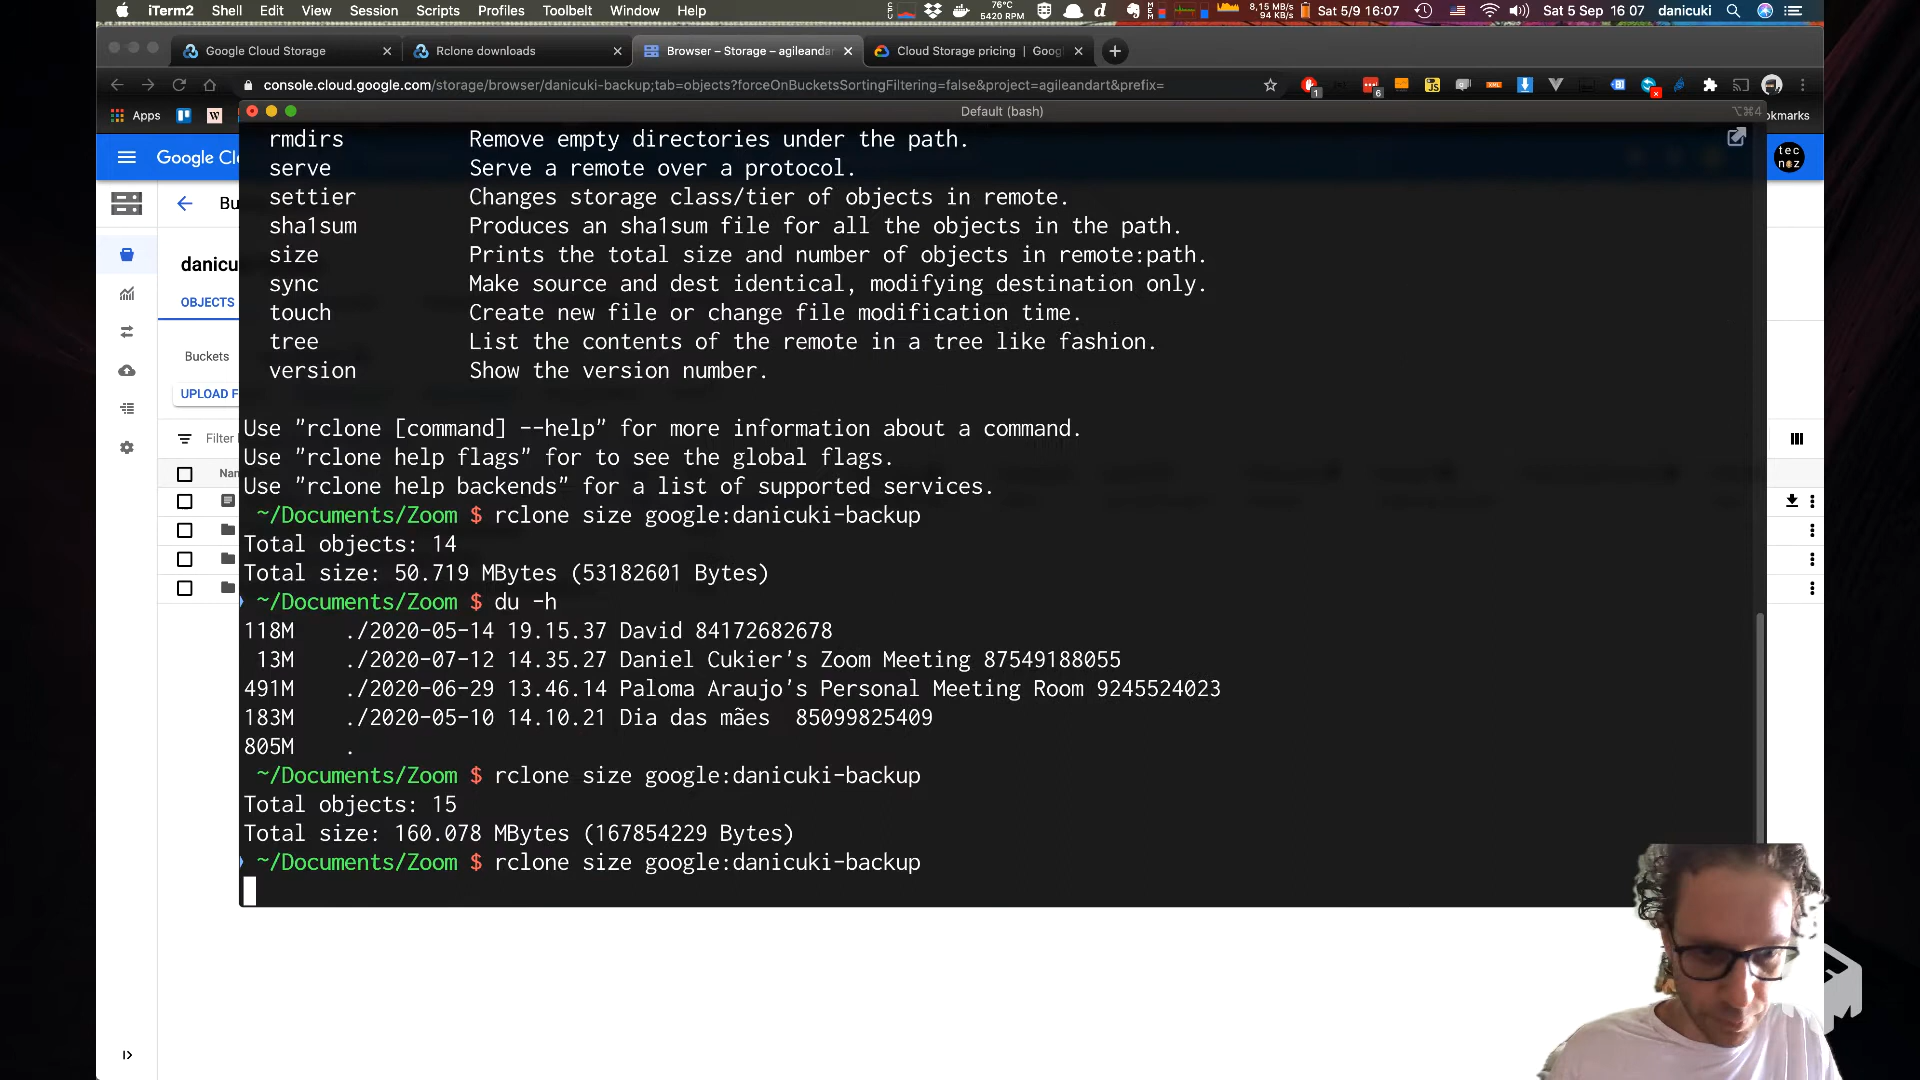 iTerm2 Shell Edit View Session Scripts Profiles Toolbelt Window Help 76°C 5420 RPM 8,15 MB/s 94 KB/s Sat 5/9 16:07 Sat 5 Sep 16 07 danicuki
Google Cloud Storage Rclone downloads Browser – Storage – agileandar Cloud Storage pricing | Goog
console.cloud.google.com/storage/browser/danicuki-backup;tab=objects?forceOnBucketsSortingFiltering=false&project=agileandart&prefix=
Apps
okmarks
Default (bash)
⌥⌘4
Google Cl
tec
noz
Bu
danicu
OBJECTS
Buckets
UPLOAD F
Filter
Nan
rmdirs Remove empty directories under the path.
serve Serve a remote over a protocol.
settier Changes storage class/tier of objects in remote.
sha1sum Produces an sha1sum file for all the objects in the path.
size Prints the total size and number of objects in remote:path.
sync Make source and dest identical, modifying destination only.
touch Create new file or change file modification time.
tree List the contents of the remote in a tree like fashion.
version Show the version number.
Use "rclone [command] --help" for more information about a command.
Use "rclone help flags" for to see the global flags.
Use "rclone help backends" for a list of supported services.
~/Documents/Zoom $ rclone size google:danicuki-backup
Total objects: 14
Total size: 50.719 MBytes (53182601 Bytes)
~/Documents/Zoom $ du -h
118M ./2020-05-14 19.15.37 David 84172682678
13M ./2020-07-12 14.35.27 Daniel Cukier's Zoom Meeting 87549188055
491M ./2020-06-29 13.46.14 Paloma Araujo's Personal Meeting Room 9245524023
183M ./2020-05-10 14.10.21 Dia das mães  85099825409
805M .
~/Documents/Zoom $ rclone size google:danicuki-backup
Total objects: 15
Total size: 160.078 MBytes (167854229 Bytes)
~/Documents/Zoom $ rclone size google:danicuki-backup